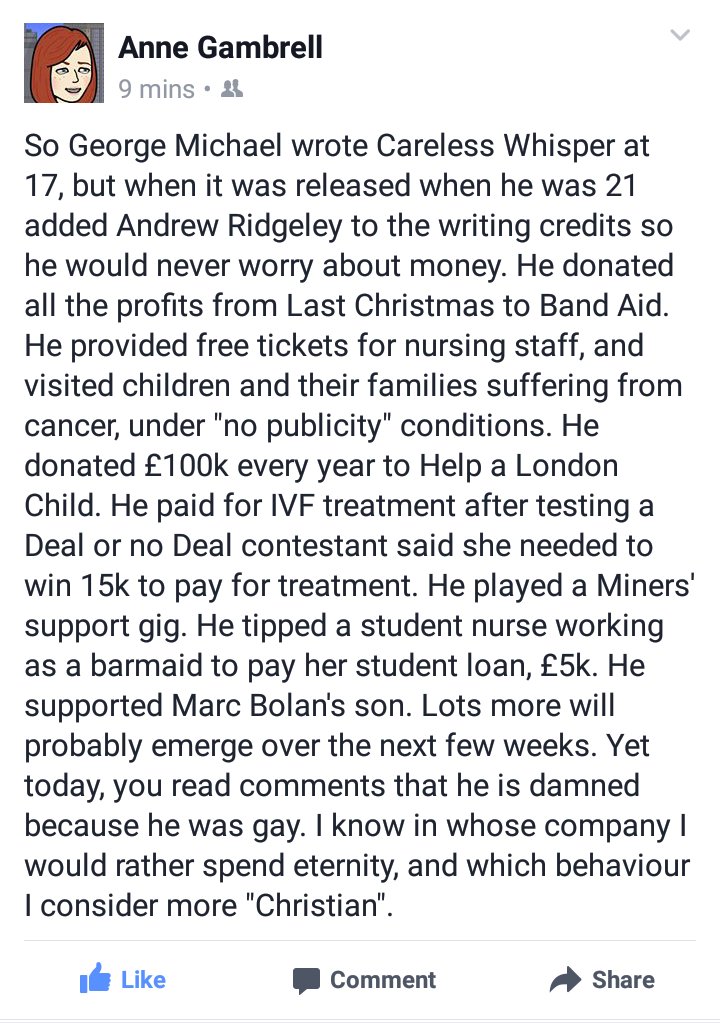 Anne Gambrell
9 mins •
So George Michael wrote Careless Whisper at
17, but when it was released when he was 21
added Andrew Ridgeley to the writing credits so
he would never worry about money. He donated
all the profits from Last Christmas to Band Aid.
He provided free tickets for nursing staff, and
visited children and their families suffering from
cancer, under "no publicity" conditions. He
donated £100k every year to Help a London
Child. He paid for IVF treatment after testing a
Deal or no Deal contestant said she needed to
win 15k to pay for treatment. He played a Miners'
support gig. He tipped a student nurse working
as a barmaid to pay her student loan, £5k. He
supported Marc Bolan's son. Lots more will
probably emerge over the next few weeks. Yet
today, you read comments that he is damned
because he was gay. I know in whose company I
would rather spend eternity, and which behaviour
I consider more "Christian".
Like Comment Share